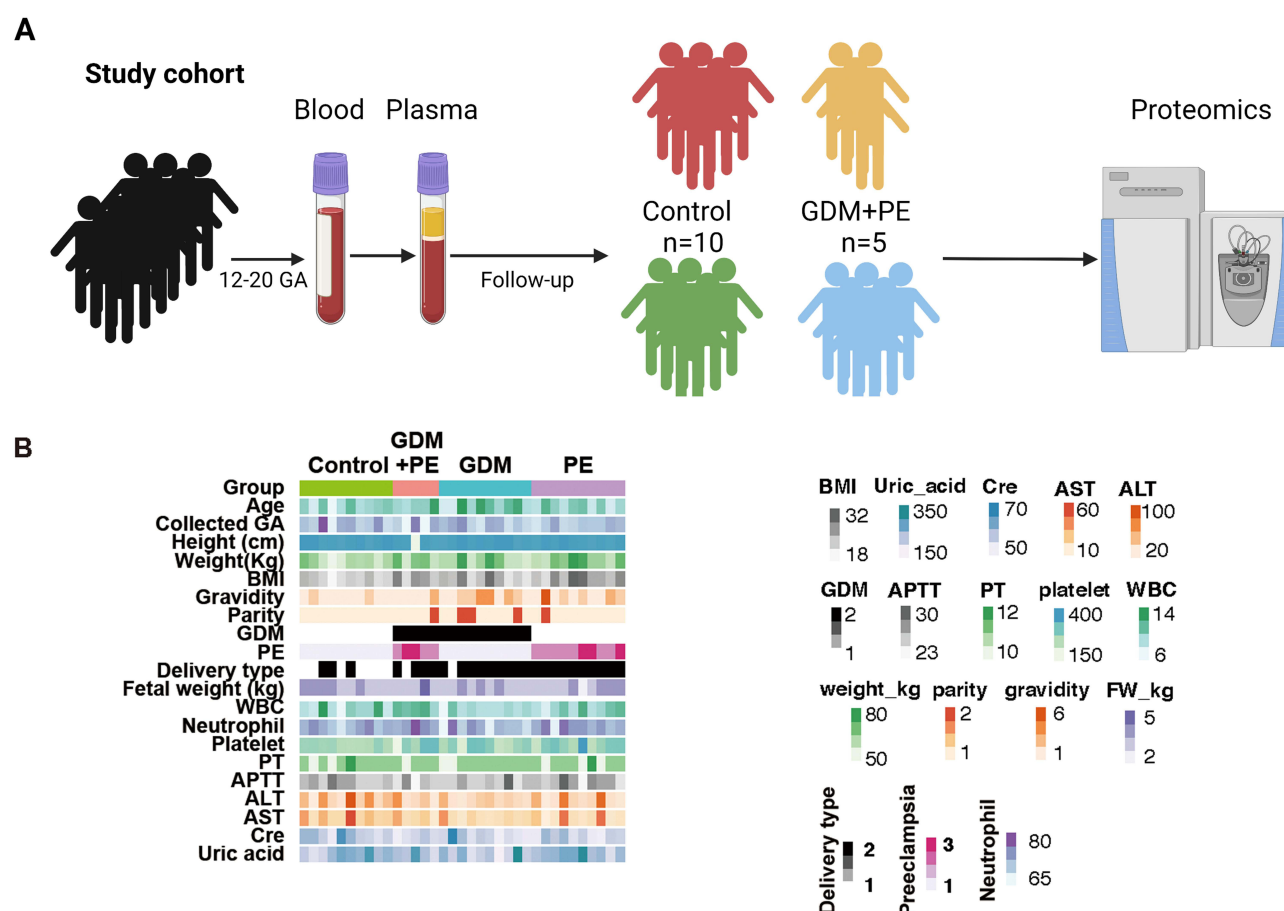 A
Study cohort
Blood
Plasma
Proteomics
12-20 GA
Follow-up
Control
n=10
GDM+PE
n=5
B
Control
GDM
+PE
GDM
PE
Group
Age
Collected GA
Height (cm)
Weight(Kg)
BMI
Gravidity
Parity
GDM
PE
Delivery type
Fetal weight (kg)
WBC
Neutrophil
Platelet
PT
APTT
ALT
AST
Cre
Uric acid
BMI
32
18
Uric_acid
350
150
Cre
70
50
AST
60
10
ALT
100
20
GDM
2
1
APTT
30
23
PT
12
10
platelet
400
150
WBC
14
6
weight_kg
80
50
parity
2
1
gravidity
6
1
FW_kg
5
2
Delivery type
2
1
Preeclampsia
3
1
Neutrophil
80
65